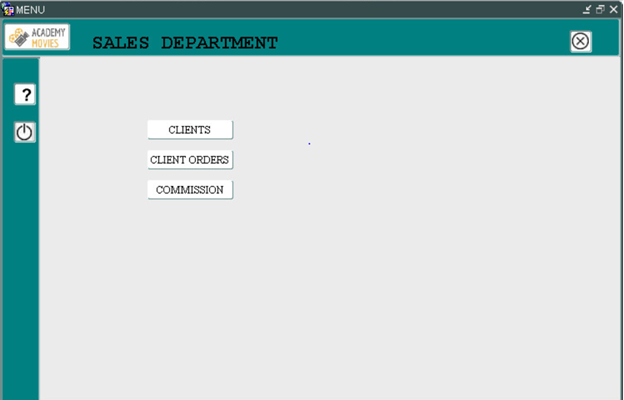 MENU
ACADEMY
MOVIES
SALES DEPARTMENT
?
CLIENTS
CLIENT ORDERS
COMMISSION